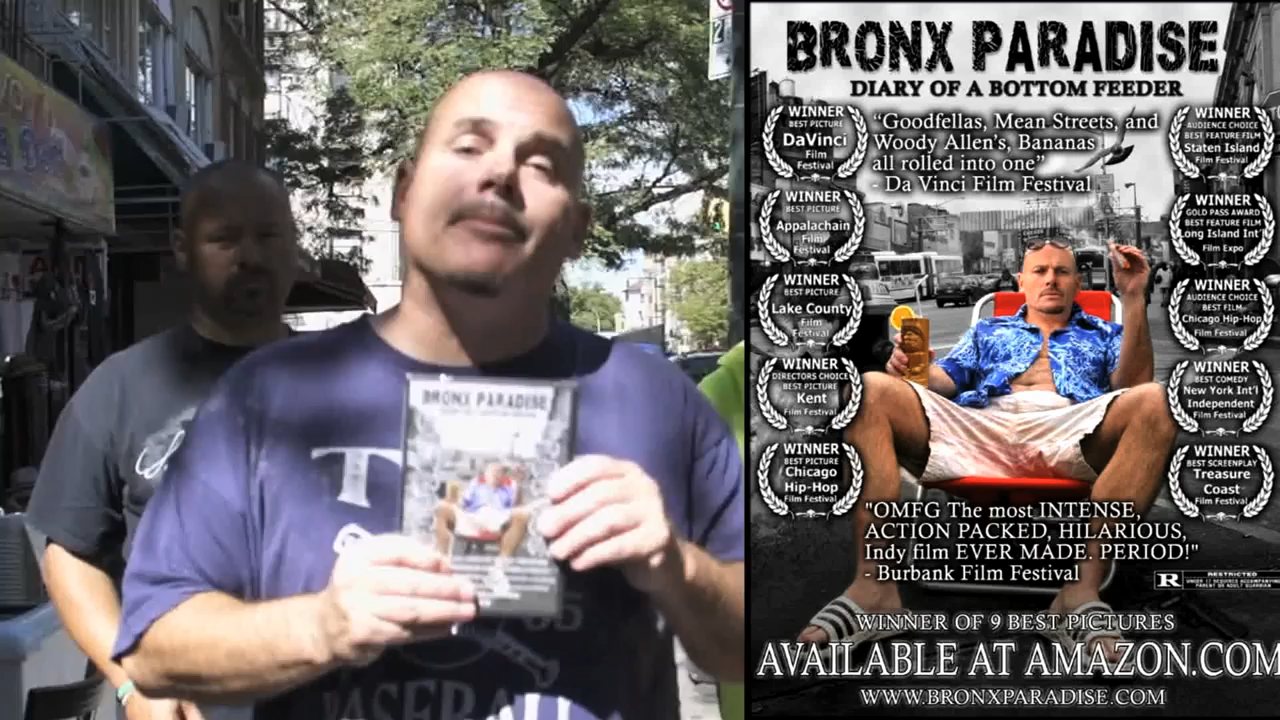 BRONX PARADISE
DIARY OF A BOTTOM FEEDER
WINNER
BEST PICTURE
DaVinci
Film
Festival
"Goodfellas, Mean Streets, and
Woody Allen's, Bananas
all rolled into one"
- Da Vinci Film Festival
WINNER
AUDIENCE CHOICE
BEST FEATURE FILM
Staten Island
Film Festival
WINNER
BEST PICTURE
Appalachain
Film
Festival
WINNER
GOLD PASS AWARD
BEST FEATURE FILM
Long Island Int'l
Film Expo
WINNER
BEST PICTURE
Lake County
Film
Festival
WINNER
AUDIENCE CHOICE
BEST FILM
Chicago Hip-Hop
Film Festival
WINNER
DIRECTORS CHOICE
BEST PICTURE
Kent
Film Festival
WINNER
BEST COMEDY
New York Int'l
Independent
Film Festival
WINNER
BEST PICTURE
Chicago
Hip-Hop
Film Festival
WINNER
BEST SCREENPLAY
Treasure
Coast
Film Festival
"OMFG The most INTENSE,
ACTION PACKED, HILARIOUS,
Indy film EVER MADE. PERIOD!"
- Burbank Film Festival
R RESTRICTED
WINNER OF 9 BEST PICTURES
AVAILABLE AT AMAZON.COM
WWW.BRONXPARADISE.COM
BRONX PARADISE
T
BASEBALL